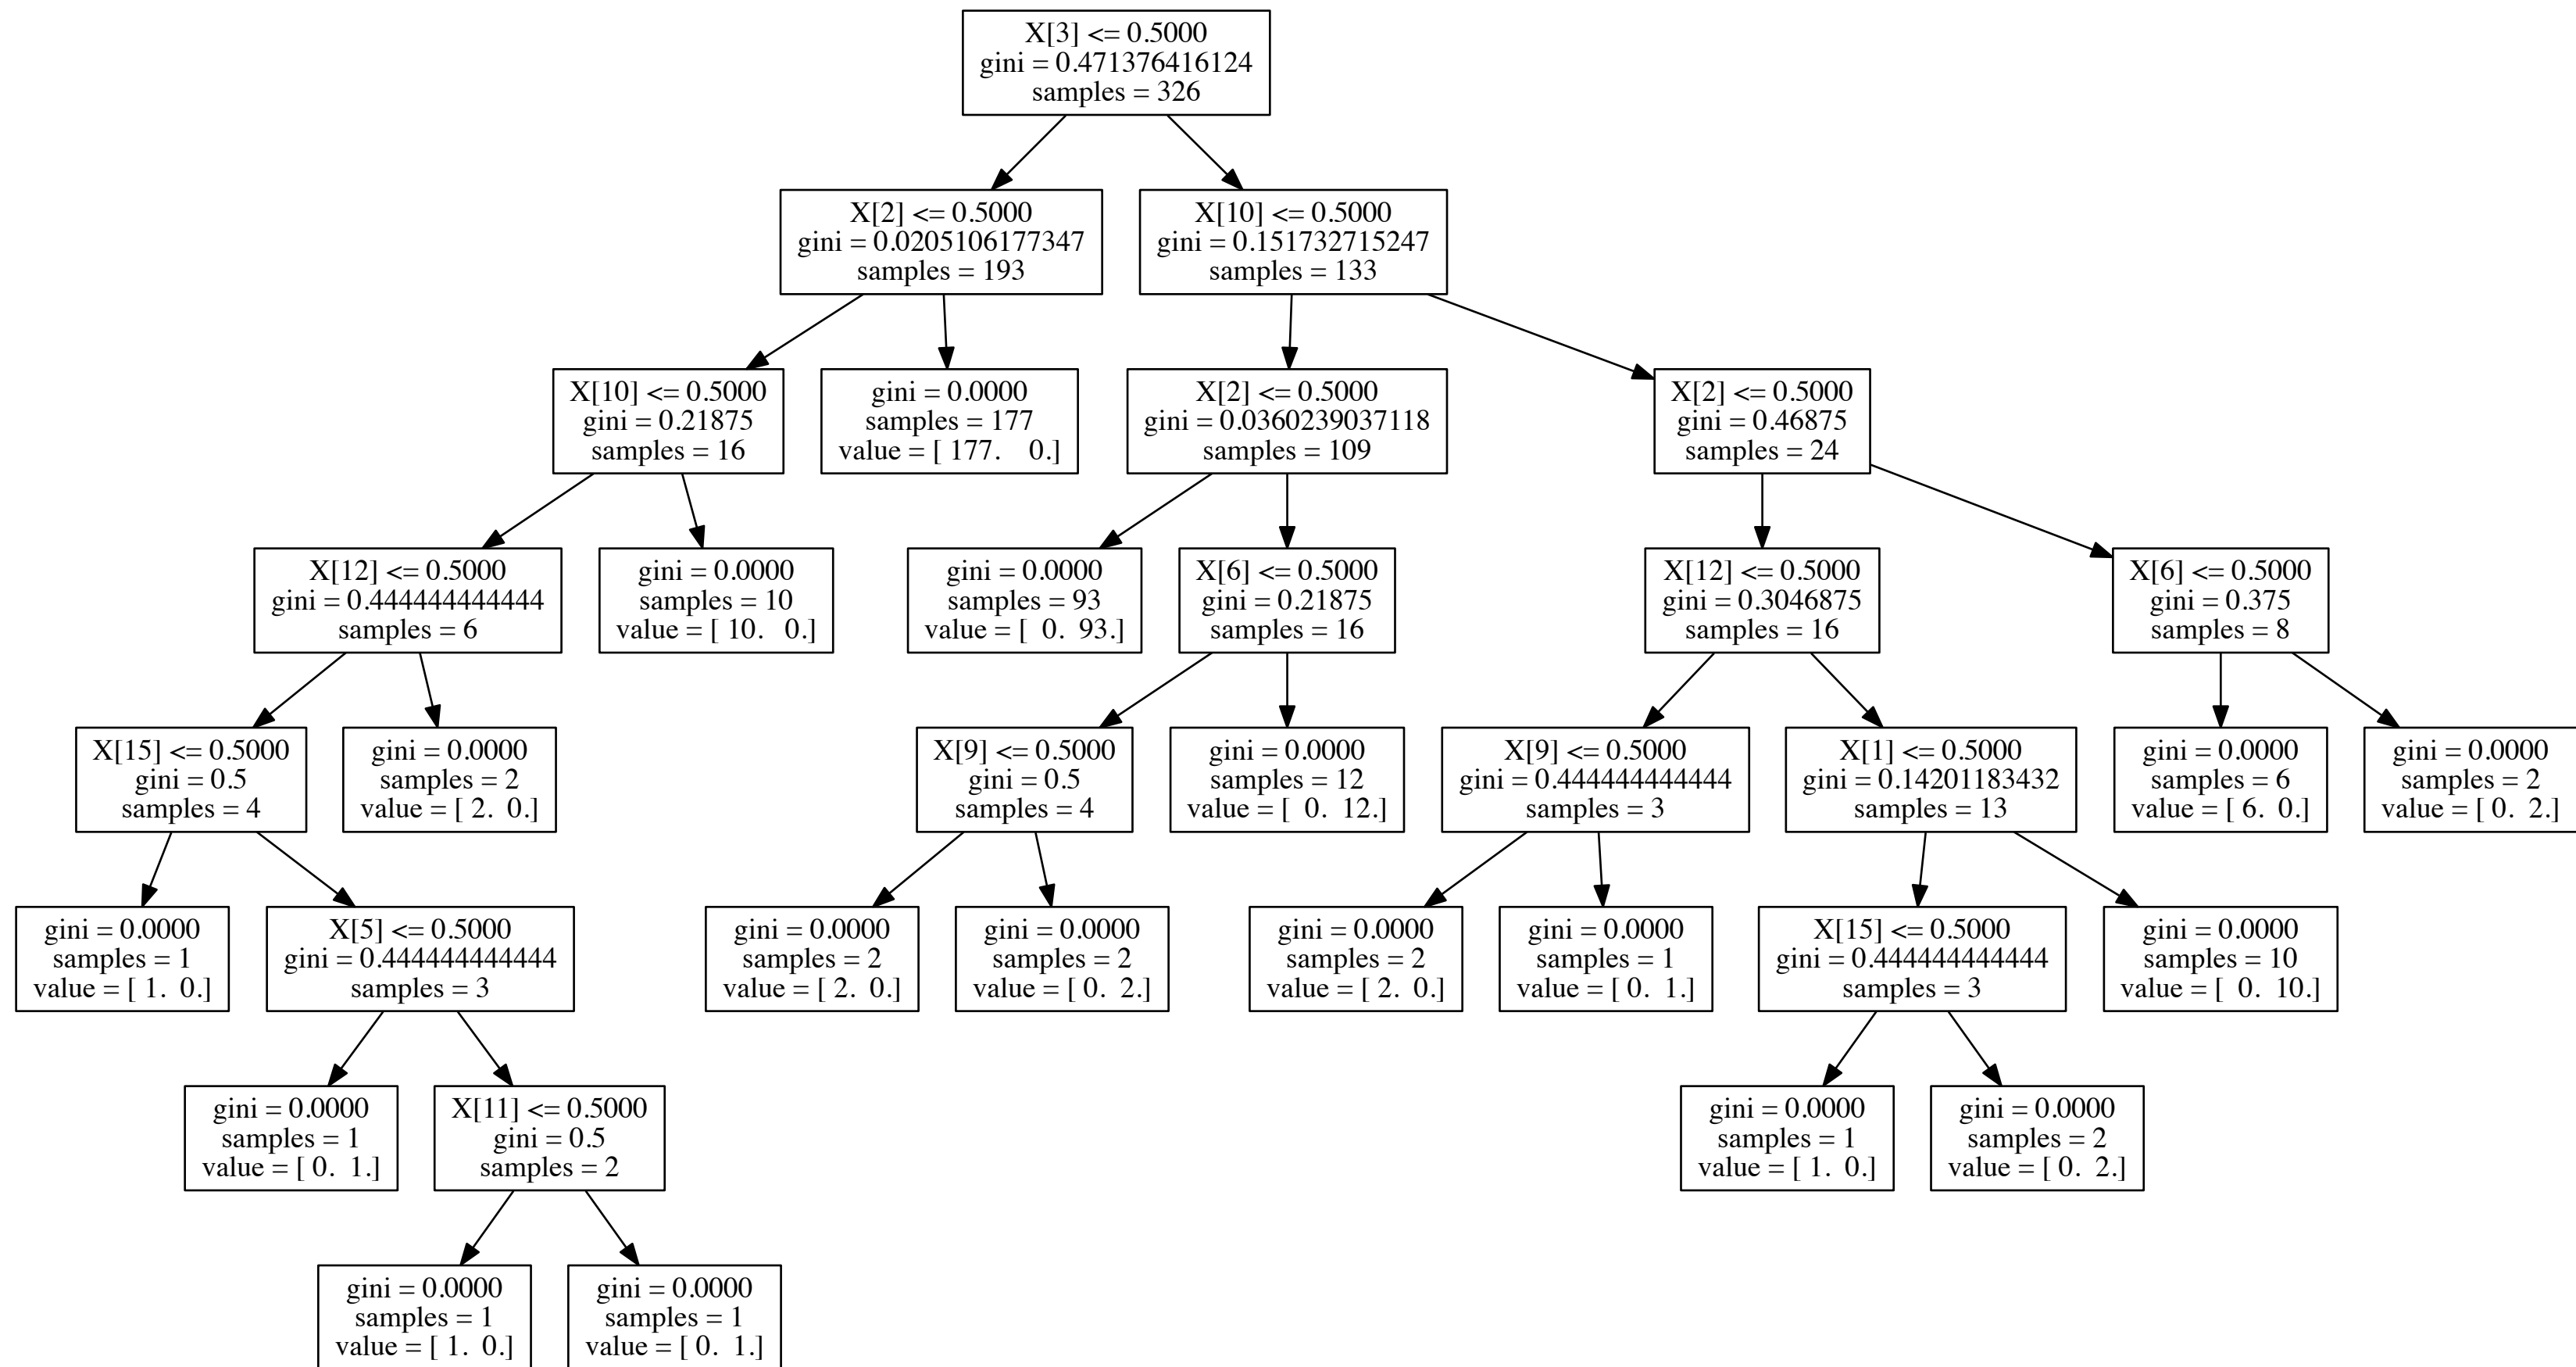 X[3] <= 0.5000
gini = 0.471376416124
samples = 326
X[2] <= 0.5000
gini = 0.0205106177347
samples = 193
X[10] <= 0.5000
gini = 0.151732715247
samples = 133
X[10] <= 0.5000
gini = 0.21875
samples = 16
gini = 0.0000
samples = 177
value = [ 177.    0.]
X[2] <= 0.5000
gini = 0.0360239037118
samples = 109
X[2] <= 0.5000
gini = 0.46875
samples = 24
X[12] <= 0.5000
gini = 0.444444444444
samples = 6
gini = 0.0000
samples = 10
value = [ 10.   0.]
gini = 0.0000
samples = 93
value = [  0.  93.]
X[6] <= 0.5000
gini = 0.21875
samples = 16
X[12] <= 0.5000
gini = 0.3046875
samples = 16
X[6] <= 0.5000
gini = 0.375
samples = 8
X[15] <= 0.5000
gini = 0.5
samples = 4
gini = 0.0000
samples = 2
value = [ 2.  0.]
X[9] <= 0.5000
gini = 0.5
samples = 4
gini = 0.0000
samples = 12
value = [  0.  12.]
X[9] <= 0.5000
gini = 0.444444444444
samples = 3
X[1] <= 0.5000
gini = 0.14201183432
samples = 13
gini = 0.0000
samples = 6
value = [ 6.  0.]
gini = 0.0000
samples = 2
value = [ 0.  2.]
gini = 0.0000
samples = 1
value = [ 1.  0.]
X[5] <= 0.5000
gini = 0.444444444444
samples = 3
gini = 0.0000
samples = 2
value = [ 2.  0.]
gini = 0.0000
samples = 2
value = [ 0.  2.]
gini = 0.0000
samples = 2
value = [ 2.  0.]
gini = 0.0000
samples = 1
value = [ 0.  1.]
X[15] <= 0.5000
gini = 0.444444444444
samples = 3
gini = 0.0000
samples = 10
value = [  0.  10.]
gini = 0.0000
samples = 1
value = [ 0.  1.]
X[11] <= 0.5000
gini = 0.5
samples = 2
gini = 0.0000
samples = 1
value = [ 1.  0.]
gini = 0.0000
samples = 2
value = [ 0.  2.]
gini = 0.0000
samples = 1
value = [ 1.  0.]
gini = 0.0000
samples = 1
value = [ 0.  1.]